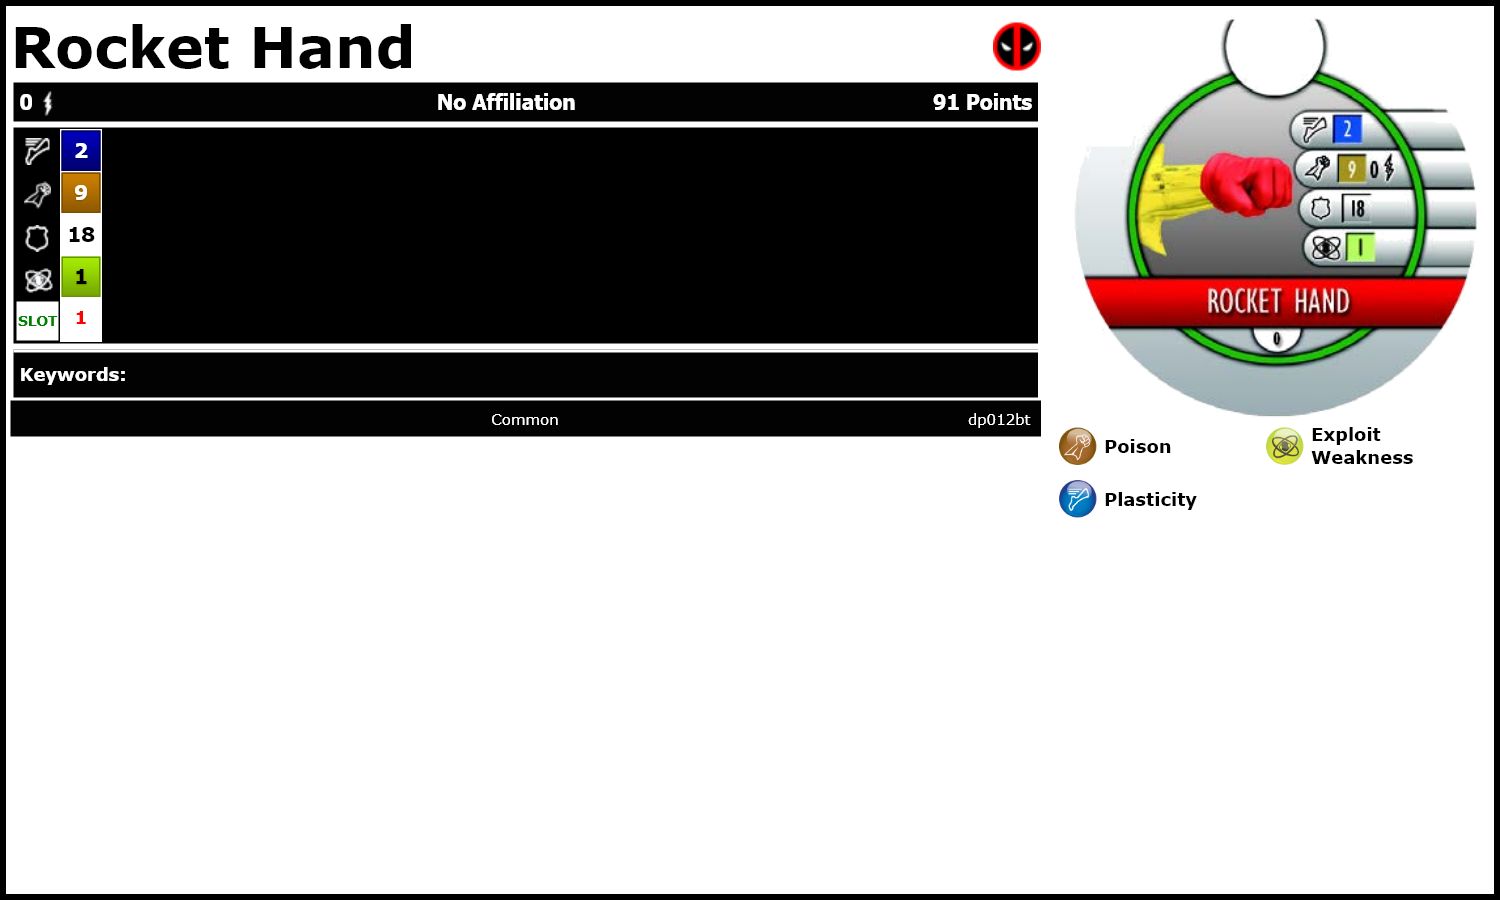 Rocket Hand
0 No Affiliation 91 Points
2
9
18
1
SLOT 1
Keywords:
Common dp012bt
2
9 0
18
1
ROCKET HAND
0
Poison
Exploit
Weakness
Plasticity